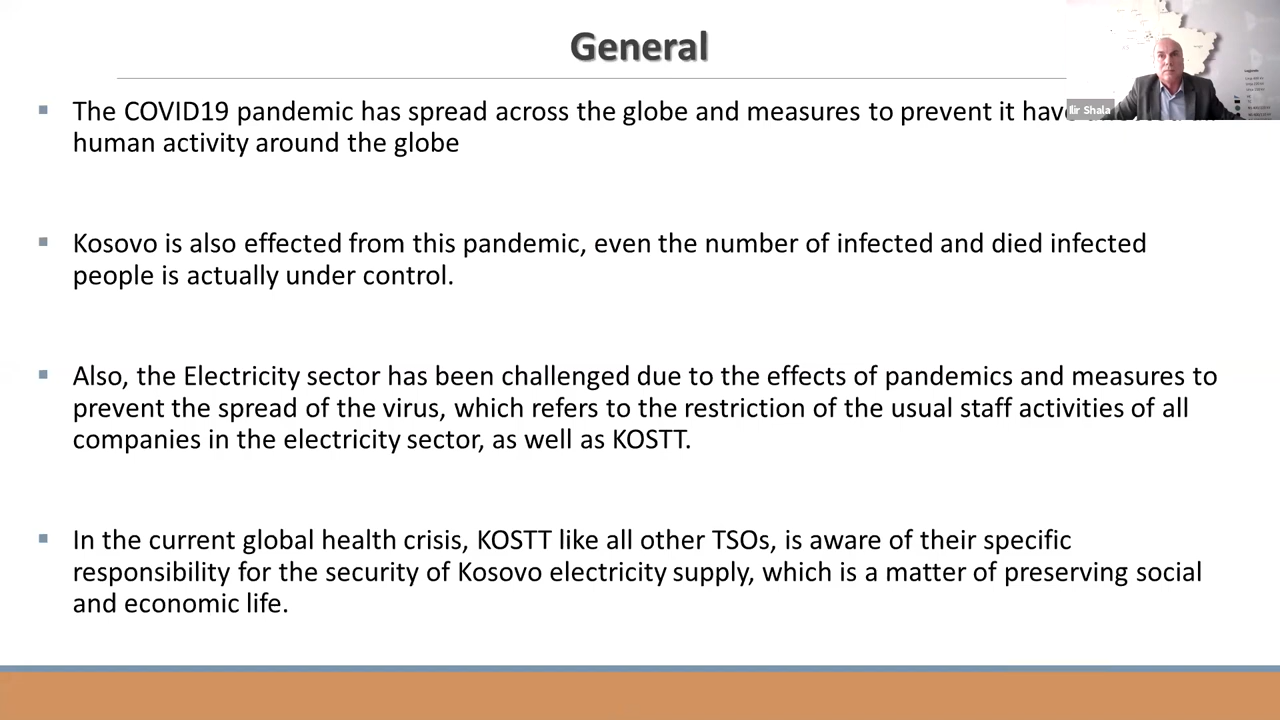 General
The COVID19 pandemic has spread across the globe and measures to prevent it have
human activity around the globe
Kosovo is also effected from this pandemic, even the number of infected and died infected
people is actually under control.
Also, the Electricity sector has been challenged due to the effects of pandemics and measures to
prevent the spread of the virus, which refers to the restriction of the usual staff activities of all
companies in the electricity sector, as well as KOSTT.
In the current global health crisis, KOSTT like all other TSOs, is aware of their specific
responsibility for the security of Kosovo electricity supply, which is a matter of preserving social
and economic life.
Ilir Shala